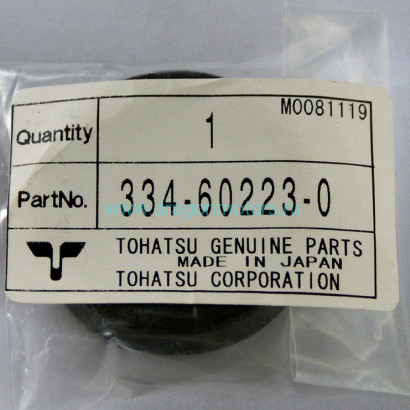 M0081119
Quantity 1
PartNo. 334-60223-0
TOHATSU GENUINE PARTS
MADE IN JAPAN
TOHATSU CORPORATION